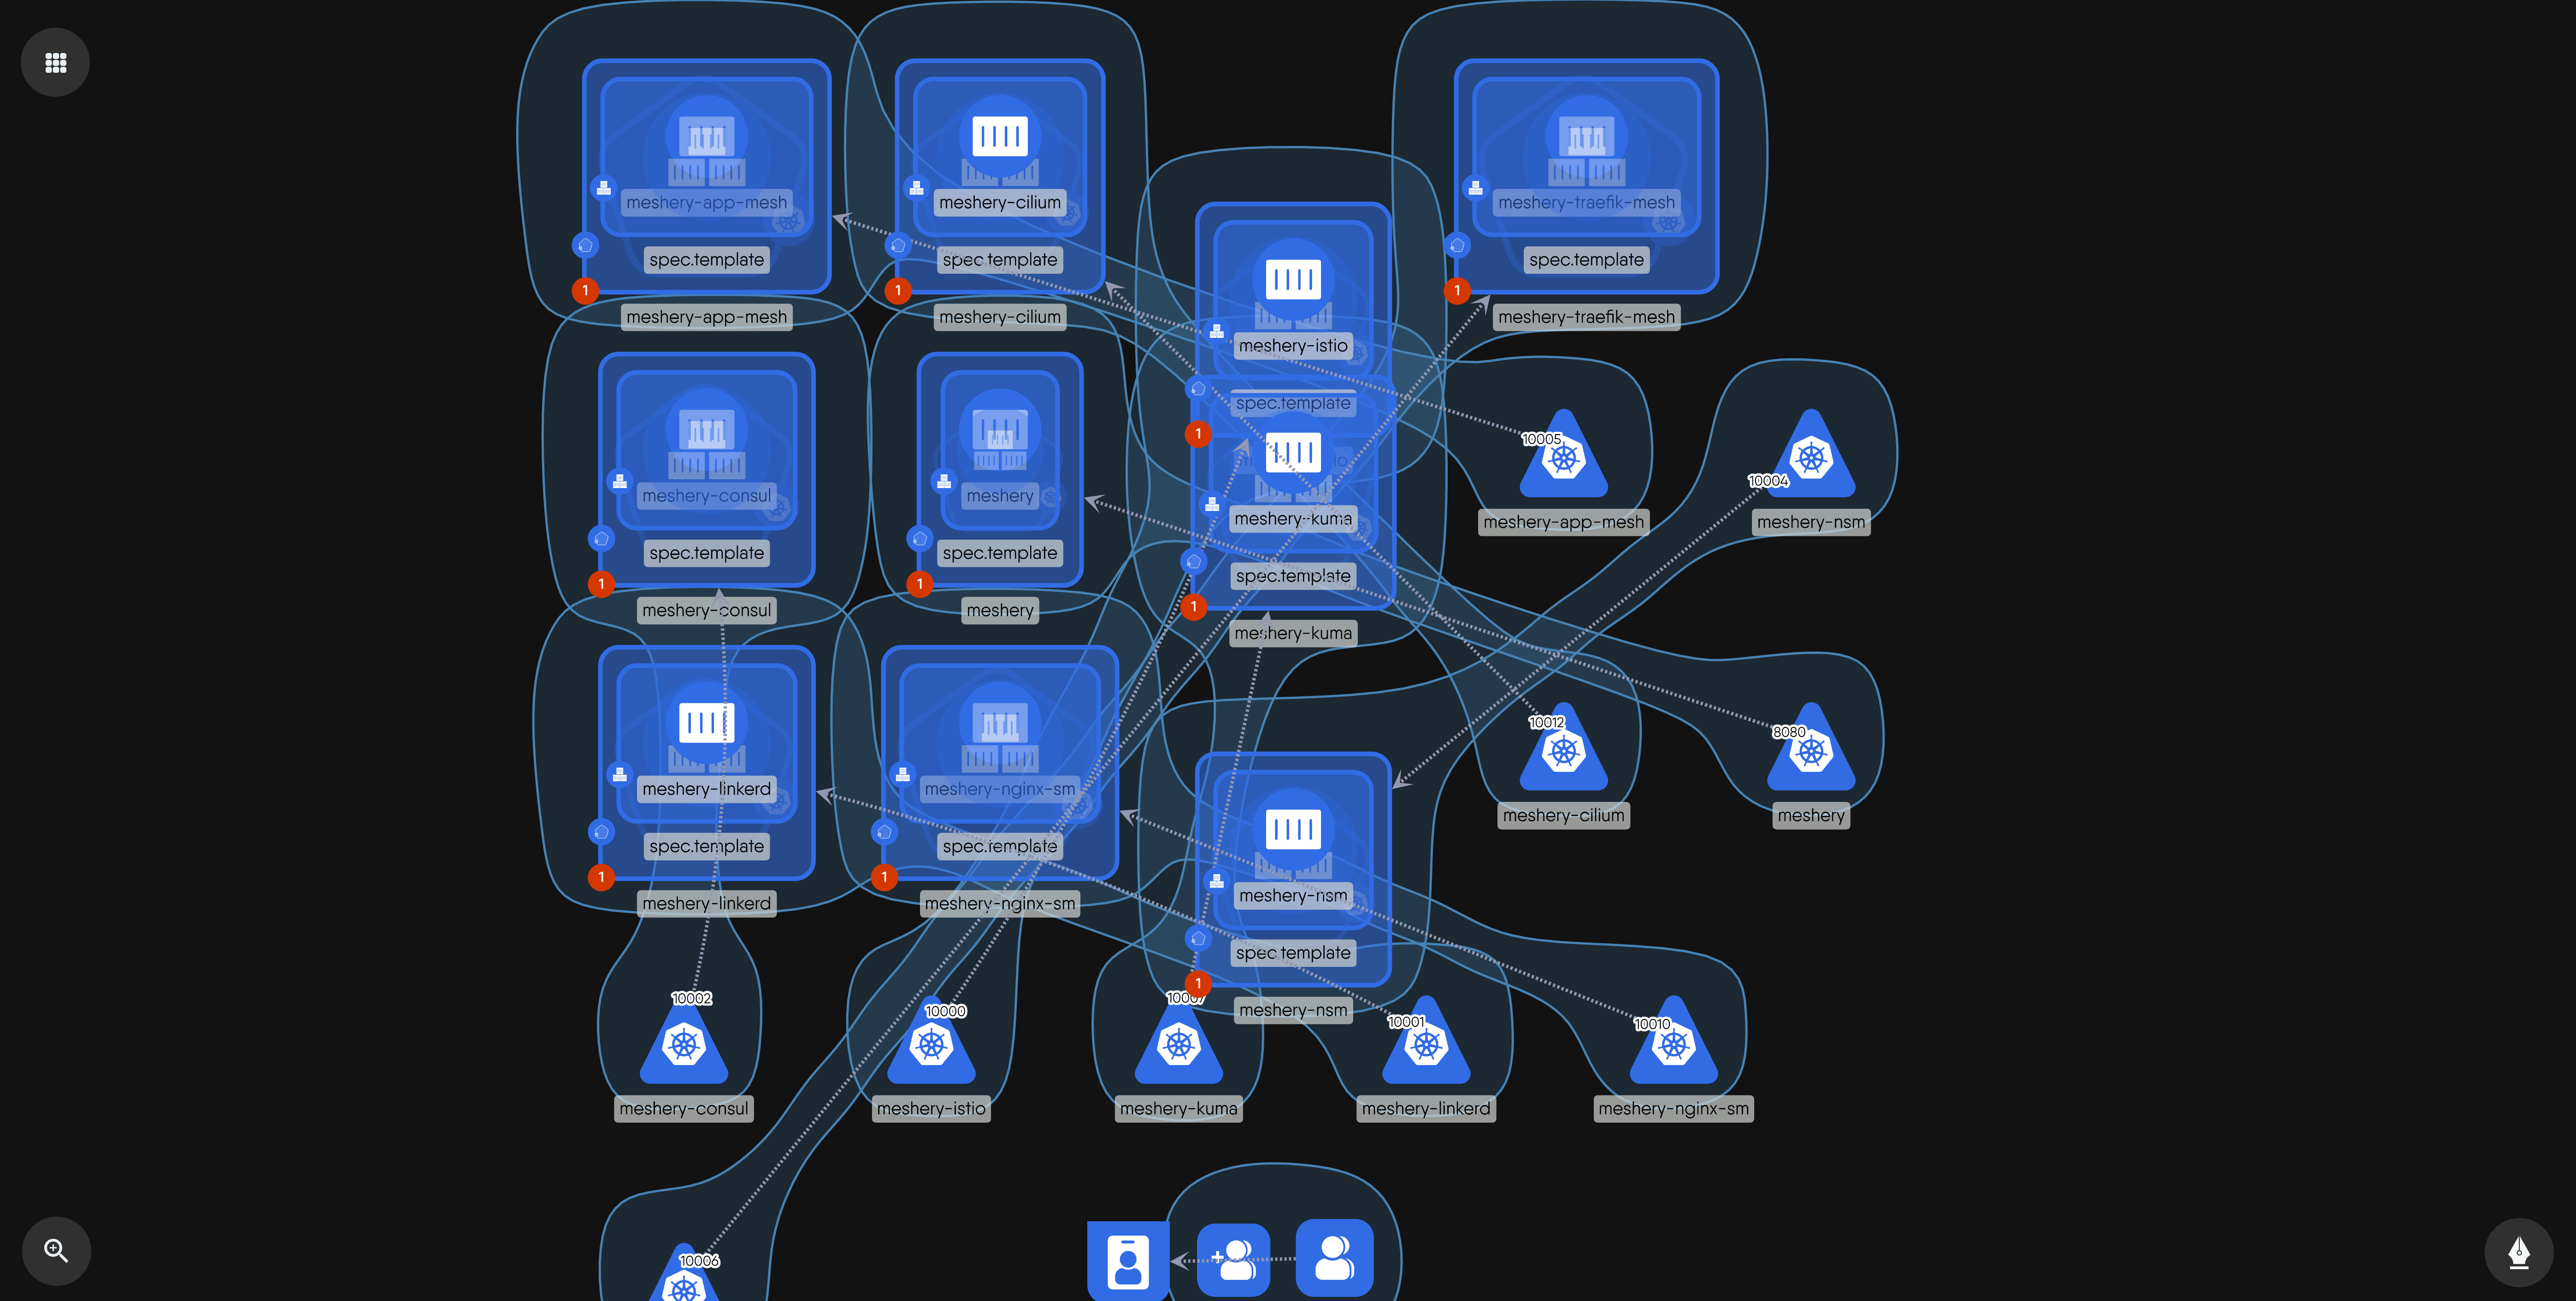 meshery-app-mesh
spec.template
1
meshery-app-mesh
meshery-cilium
spec.template
1
meshery-cilium
meshery-traefik-mesh
spec.template
1
meshery-traefik-mesh
meshery-istio
spec.template
1
meshery-consul
spec.template
1
meshery-consul
meshery
spec.template
1
meshery
meshery-kuma
spec.template
1
meshery-kuma
10005
meshery-app-mesh
10004
meshery-nsm
meshery-linkerd
spec.template
1
meshery-linkerd
meshery-nginx-sm
spec.template
1
meshery-nginx-sm
meshery-nsm
spec.template
1
meshery-nsm
10012
meshery-cilium
8080
meshery
10002
meshery-consul
10000
meshery-istio
meshery-kuma
10001
meshery-linkerd
10010
meshery-nginx-sm
10006